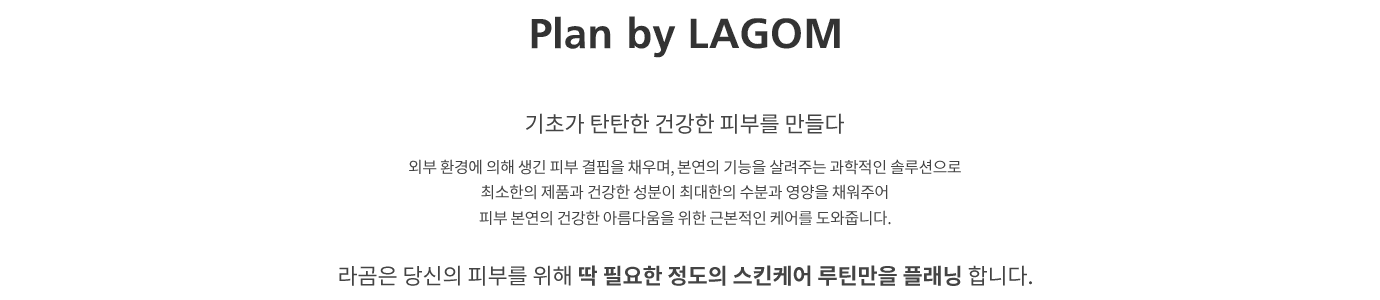 Plan by LAGOM
기초가 탄탄한 건강한 피부를 만들다
외부 환경에 의해 생긴 피부 결핍을 채우며, 본연의 기능을 살려주는 과학적인 솔루션으로
최소한의 제품과 건강한 성분이 최대한의 수분과 영양을 채워주어
피부 본연의 건강한 아름다움을 위한 근본적인 케어를 도와줍니다.
라곰은 당신의 피부를 위해 딱 필요한 정도의 스킨케어 루틴만을 플래닝 합니다.